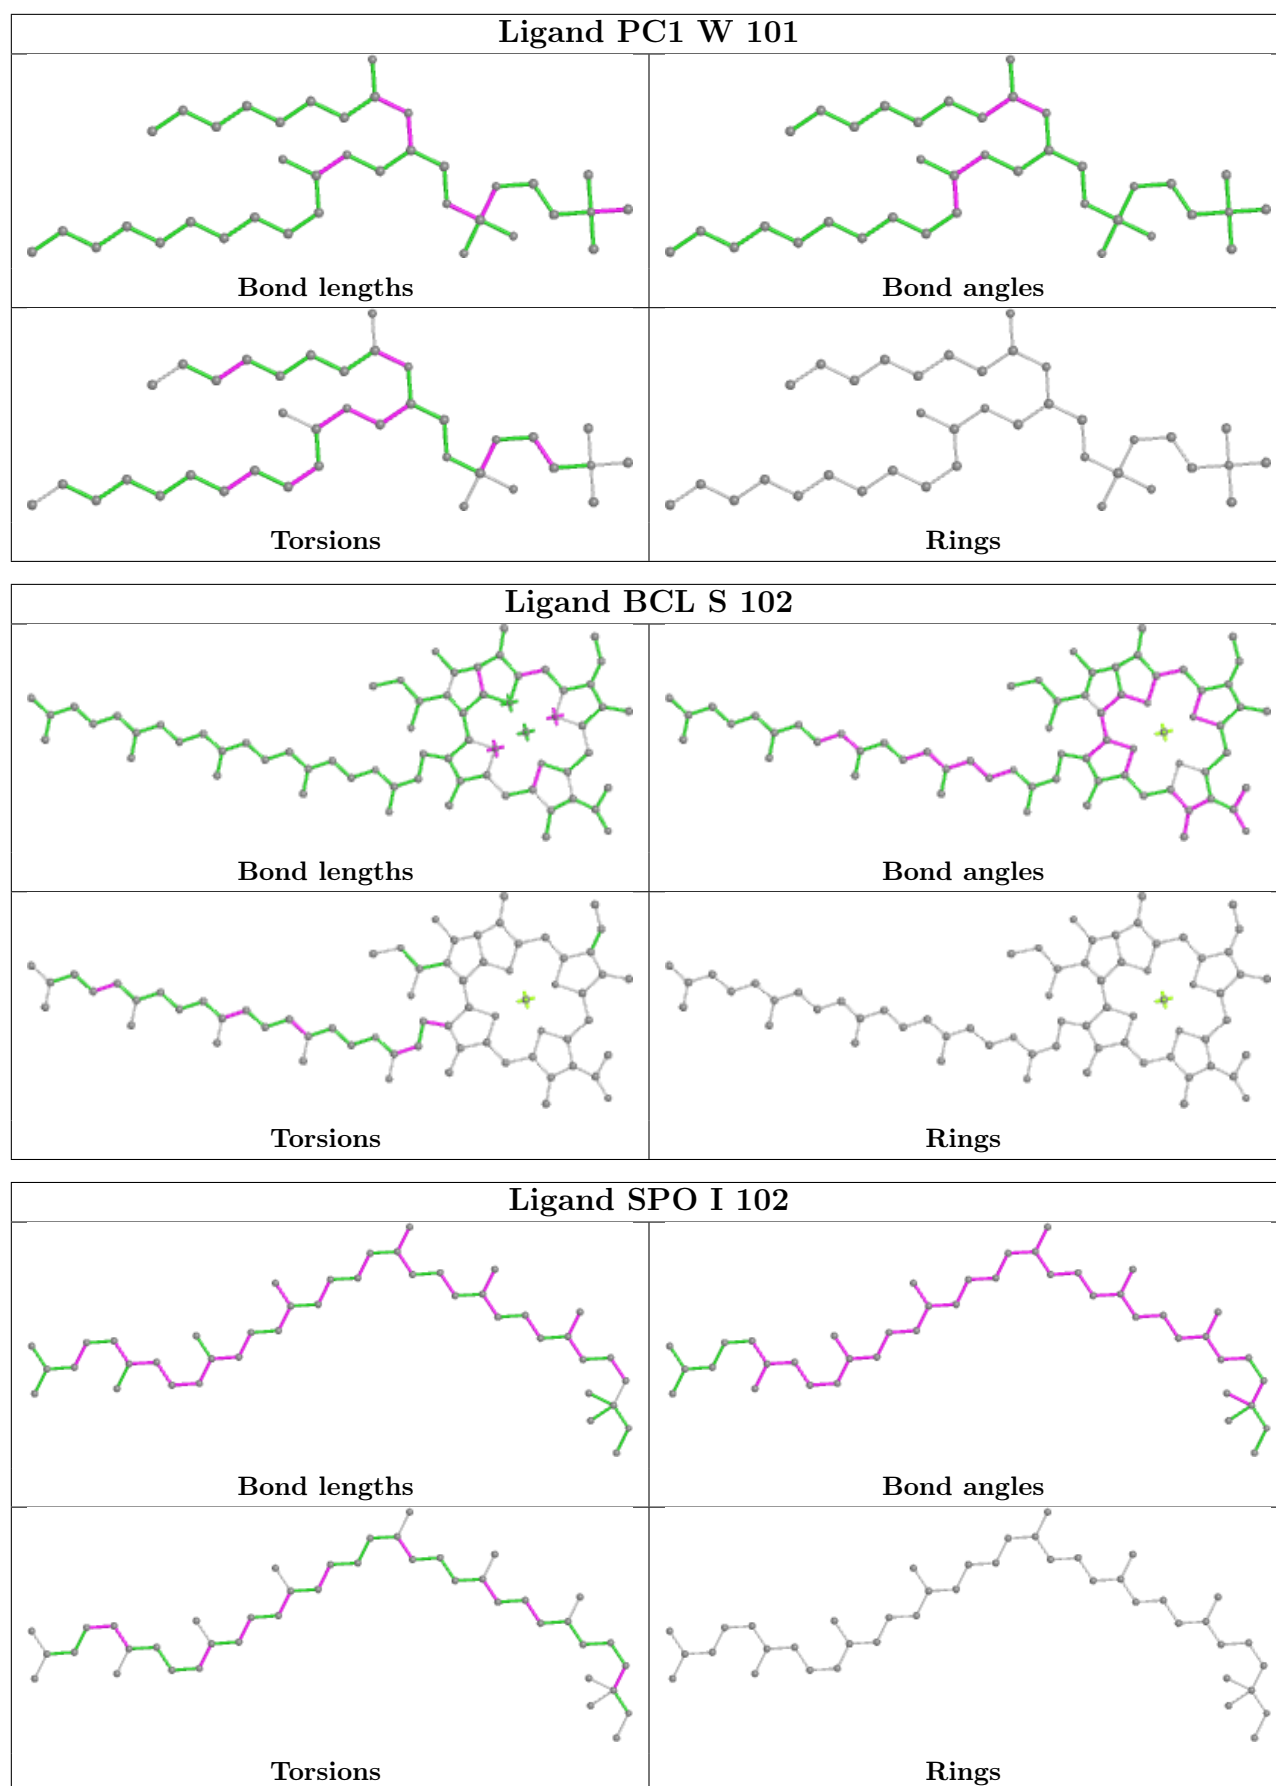 Ligand PC1 W 101
Bond lengths
Bond angles
Torsions
Rings
Ligand BCL S 102
Bond lengths
Bond angles
Torsions
Rings
Ligand SPO I 102
Bond lengths
Bond angles
Torsions
Rings